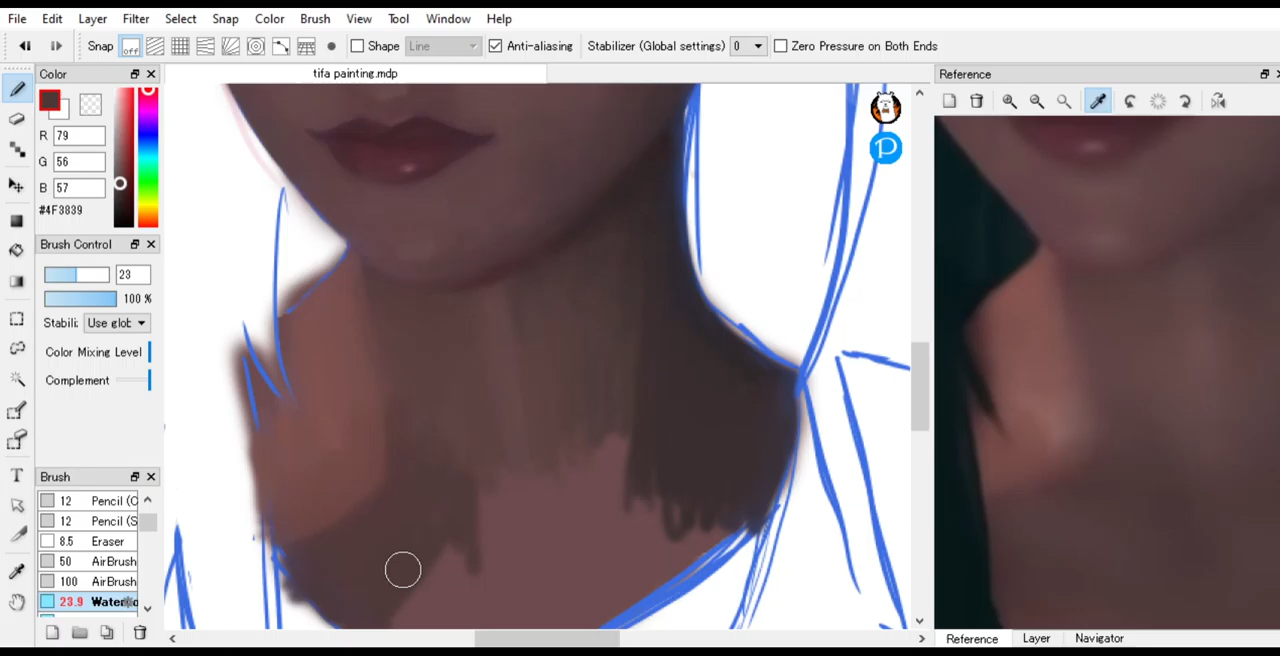 File Edit Layer Filter Select Snap Color Brush View Tool Window Help
Snap off Shape Line Anti-aliasing Stabilizer (Global settings) 0 Zero Pressure on Both Ends
Color
tifa painting.mdp
Reference
R 79
G 56
B 57
#4F3839
Brush Control
23
100 %
Stabili: Use glot
Color Mixing Level
Complement
Brush
12 Pencil (C
12 Pencil (S
8.5 Eraser
50 AirBrush
100 AirBrush
23.9
T
P
Reference Layer Navigator